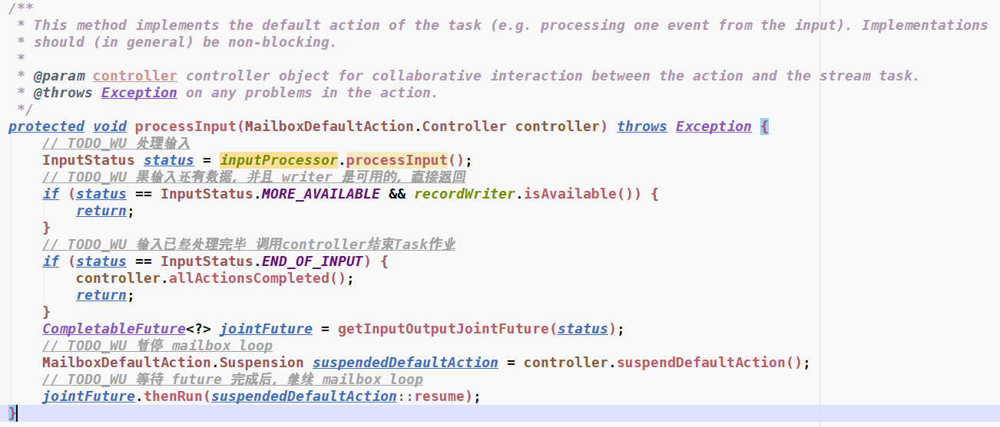 /**
 * This method implements the default action of the task (e.g. processing one event from the input). Implementations
 * should (in general) be non-blocking.
 *
 * @param controller controller object for collaborative interaction between the action and the stream task.
 * @throws Exception on any problems in the action.
 */
protected void processInput(MailboxDefaultAction.Controller controller) throws Exception {
    // TODO_WU 处理输入
    InputStatus status = inputProcessor.processInput();
    // TODO_WU 果输入还有数据, 并且 writer 是可用的, 直接返回
    if (status == InputStatus.MORE_AVAILABLE && recordWriter.isAvailable()) {
        return;
    }
    // TODO_WU 输入已经处理完毕 调用controller结束Task作业
    if (status == InputStatus.END_OF_INPUT) {
        controller.allActionsCompleted();
        return;
    }
    CompletableFuture<?> jointFuture = getInputOutputJointFuture(status);
    // TODO_WU 暂停 mailbox loop
    MailboxDefaultAction.Suspension suspendedDefaultAction = controller.suspendDefaultAction();
    // TODO_WU 等待 future 完成后, 继续 mailbox loop
    jointFuture.thenRun(suspendedDefaultAction::resume);
}